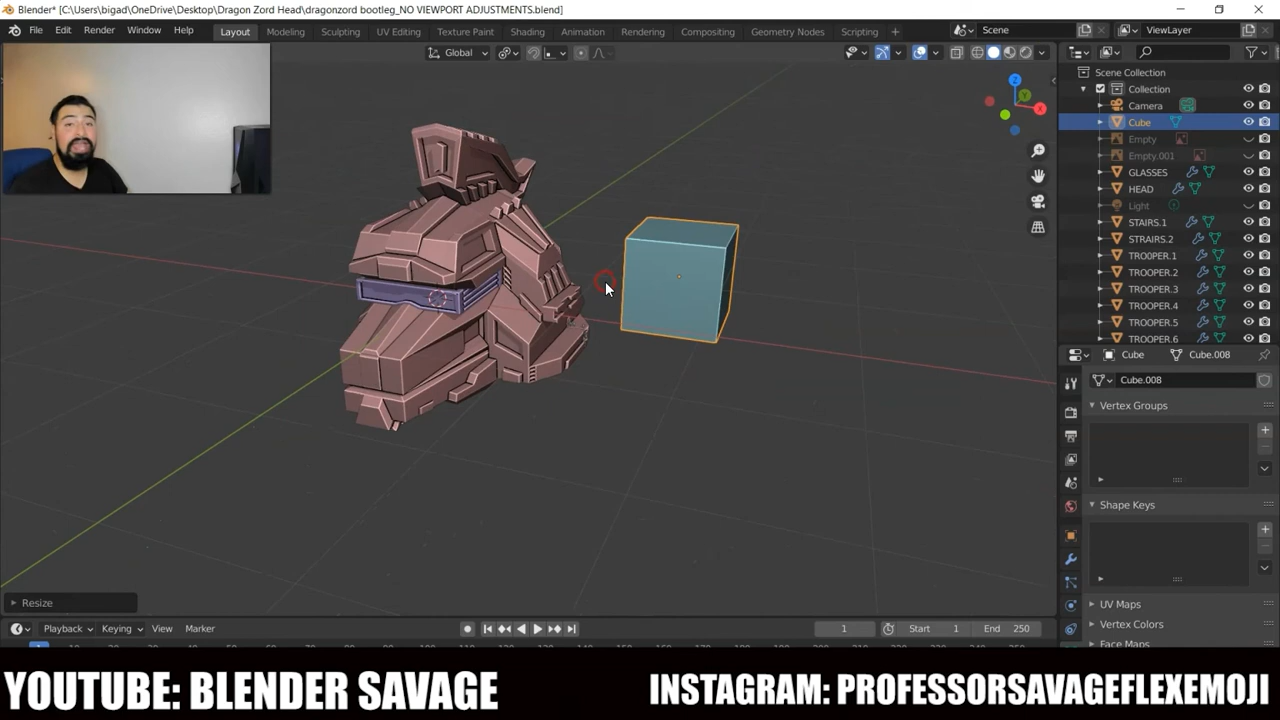 Blender* [C:\Users\bigad\OneDrive\Desktop\Dragon Zord Head\dragonzord bootleg_NO VIEWPORT ADJUSTMENTS.blend]
File Edit Render Window Help Layout Modeling Sculpting UV Editing Texture Paint Shading Animation Rendering Compositing Geometry Nodes Scripting + Scene ViewLayer
Global
Scene Collection
Collection
Camera
Cube
Empty
Empty.001
GLASSES
HEAD
Light
STAIRS.1
STRAIRS.2
TROOPER.1
TROOPER.2
TROOPER.3
TROOPER.4
TROOPER.5
TROOPER.6
Z
Y
X
Cube Cube.008
Cube.008
Vertex Groups
Shape Keys
UV Maps
Vertex Colors
Face Maps
Resize
Playback Keying View Marker 1 Start 1 End 250
YOUTUBE: BLENDER SAVAGE
INSTAGRAM: PROFESSORSAVAGEFLEXEMOJI